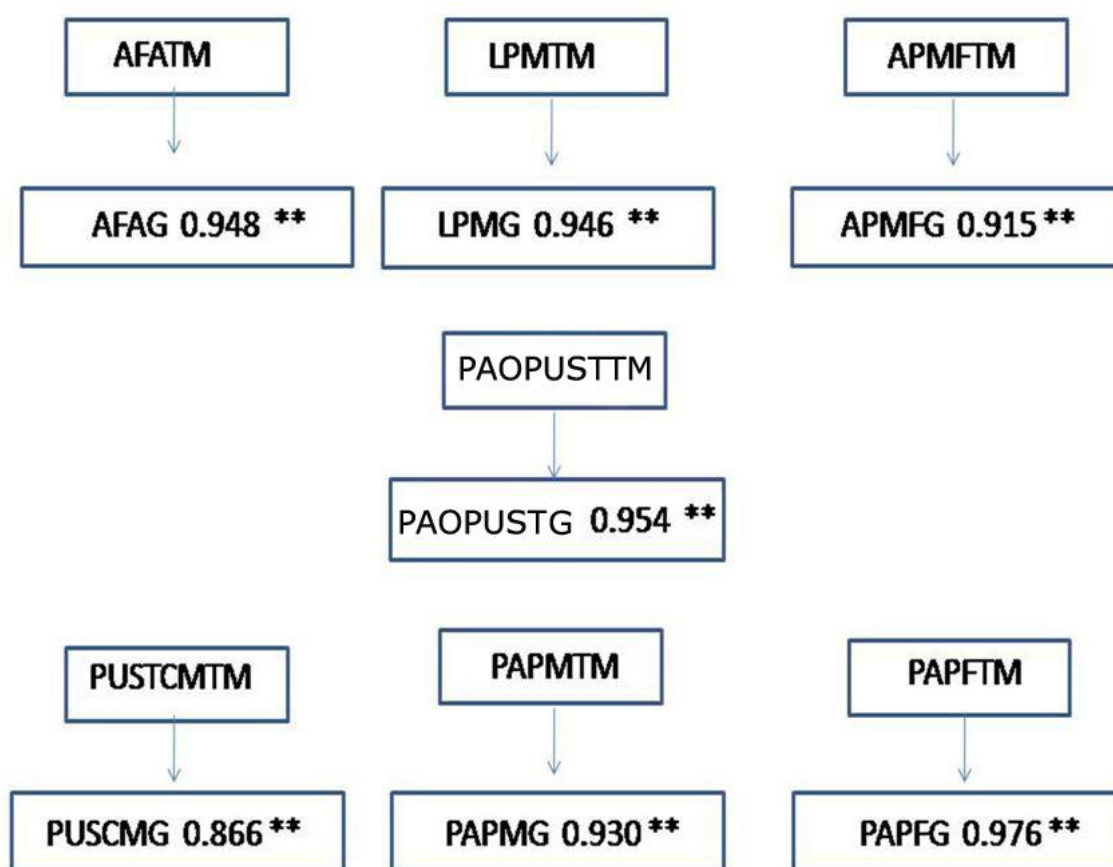 AFATM
LPMTM
APMFTM
AFAG 0.948 **
LPMG 0.946 **
APMFG 0.915 **
PAOPUSTTM
PAOPUSTG 0.954 **
PUSTCMTM
PAPMTM
PAPFTM
PUSCMG 0.866 **
PAPMG 0.930 **
PAPFG 0.976 **